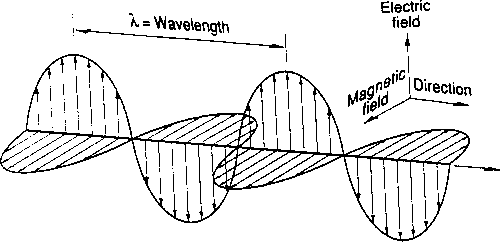 λ = Wavelength
Electric
field
Magnetic
field
Direction